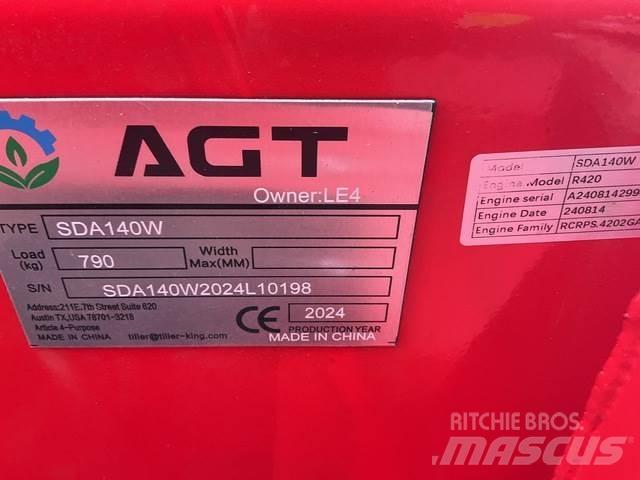 AGT
Owner:LE4
TYPE SDA140W
Load (kg) 790 Width Max(MM)
S/N SDA140W2024L10198
Address:211E.7th Street Suite 620
Austin TX,USA 78701-3218
Article 4-Purpose
MADE IN CHINA tiller@tiller-king.com
CE 2024
PRODUCTION YEAR
MADE IN CHINA
Model SDA140W
Engine Model R420
Engine serial A240814299
Engine Date 240814
Engine Family RCRPS.4202GA
RITCHIE BROS.
MASCUS